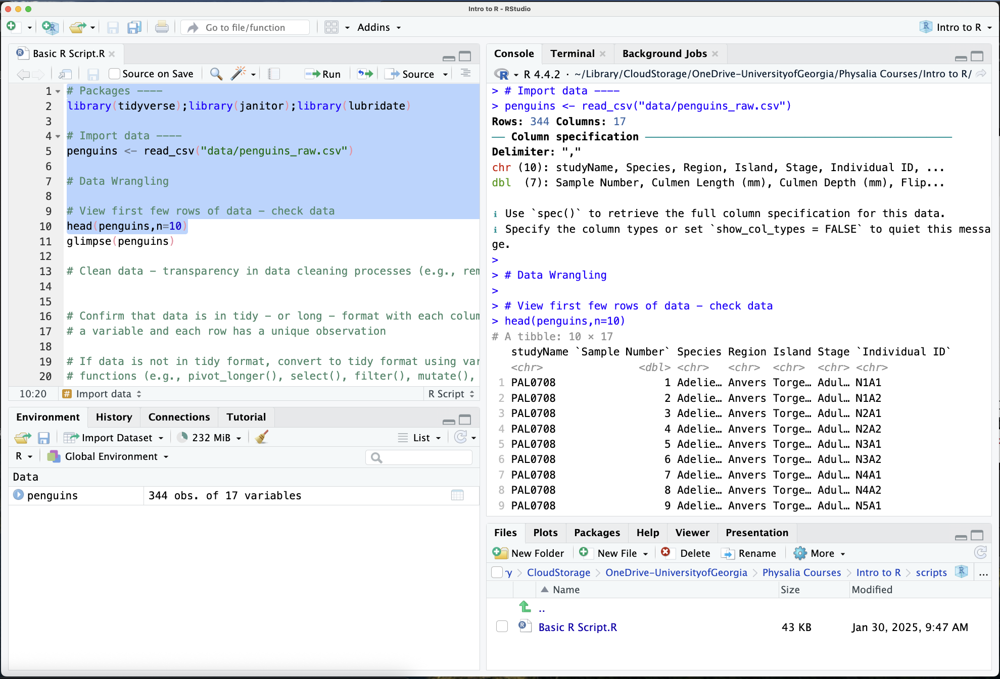 Intro to R - RStudio
Go to file/function
Addins
Intro to R
Basic R Script.R
Source on Save
Run
Source
1 # Packages ----
2 library(tidyverse);library(janitor);library(lubridate)
3
4 # Import data ----
5 penguins <- read_csv("data/penguins_raw.csv")
6
7 # Data Wrangling
8
9 # View first few rows of data - check data
10 head(penguins,n=10)
11 glimpse(penguins)
12
13 # Clean data - transparency in data cleaning processes (e.g., rem
14
15
16 # Confirm that data is in tidy - or long - format with each colum
17 # a variable and each row has a unique observation
18
19 # If data is not in tidy format, convert to tidy format using var
20 # functions (e.g., pivot_longer(), select(), filter(), mutate(),
10:20 # Import data R Script
Environment History Connections Tutorial
Import Dataset 232 MiB List
R Global Environment
Data
penguins 344 obs. of 17 variables
Console Terminal Background Jobs
R 4.4.2 · ~/Library/CloudStorage/OneDrive-UniversityofGeorgia/Physalia Courses/Intro to R/
> # Import data ----
> penguins <- read_csv("data/penguins_raw.csv")
Rows: 344 Columns: 17
── Column specification ────────────────
Delimiter: ","
chr (10): studyName, Species, Region, Island, Stage, Individual ID, ...
dbl  (7): Sample Number, Culmen Length (mm), Culmen Depth (mm), Flip...
ℹ Use `spec()` to retrieve the full column specification for this data.
ℹ Specify the column types or set `show_col_types = FALSE` to quiet this messa
ge.
>
> # Data Wrangling
>
> # View first few rows of data - check data
> head(penguins,n=10)
# A tibble: 10 × 17
studyName `Sample Number` Species Region Island Stage `Individual ID`
<chr> <dbl> <chr> <chr> <chr> <chr> <chr>
1 PAL0708 1 Adelie… Anvers Torge… Adul… N1A1
2 PAL0708 2 Adelie… Anvers Torge… Adul… N1A2
3 PAL0708 3 Adelie… Anvers Torge… Adul… N2A1
4 PAL0708 4 Adelie… Anvers Torge… Adul… N2A2
5 PAL0708 5 Adelie… Anvers Torge… Adul… N3A1
6 PAL0708 6 Adelie… Anvers Torge… Adul… N3A2
7 PAL0708 7 Adelie… Anvers Torge… Adul… N4A1
8 PAL0708 8 Adelie… Anvers Torge… Adul… N4A2
9 PAL0708 9 Adelie… Anvers Torge… Adul… N5A1
Files Plots Packages Help Viewer Presentation
New Folder New File Delete Rename More
ry > CloudStorage > OneDrive-UniversityofGeorgia > Physalia Courses > Intro to R > scripts ...
Name Size Modified
..
Basic R Script.R 43 KB Jan 30, 2025, 9:47 AM